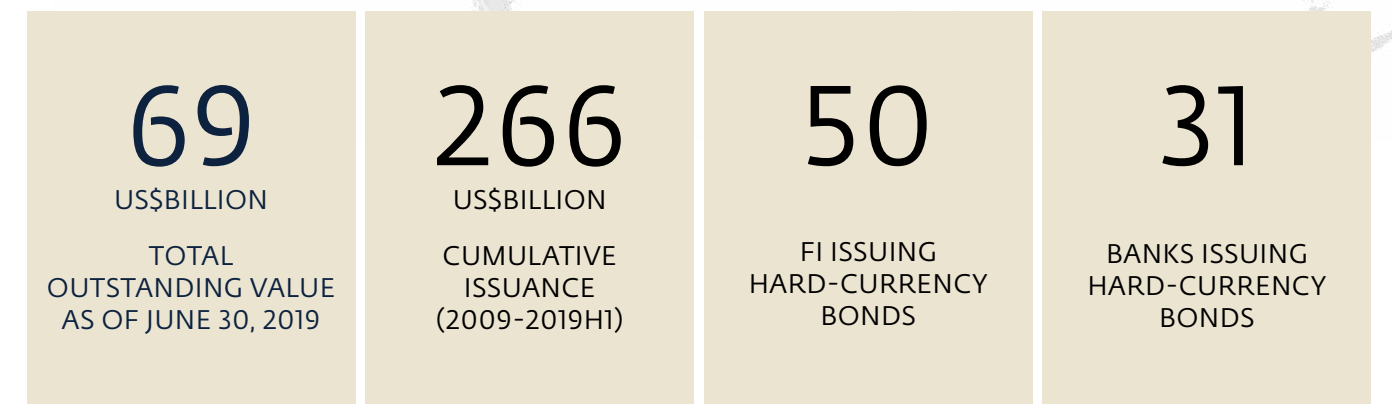 69
US$BILLION
TOTAL
OUTSTANDING VALUE
AS OF JUNE 30, 2019
266
US$BILLION
CUMULATIVE
ISSUANCE
(2009-2019H1)
50
FI ISSUING
HARD-CURRENCY
BONDS
31
BANKS ISSUING
HARD-CURRENCY
BONDS